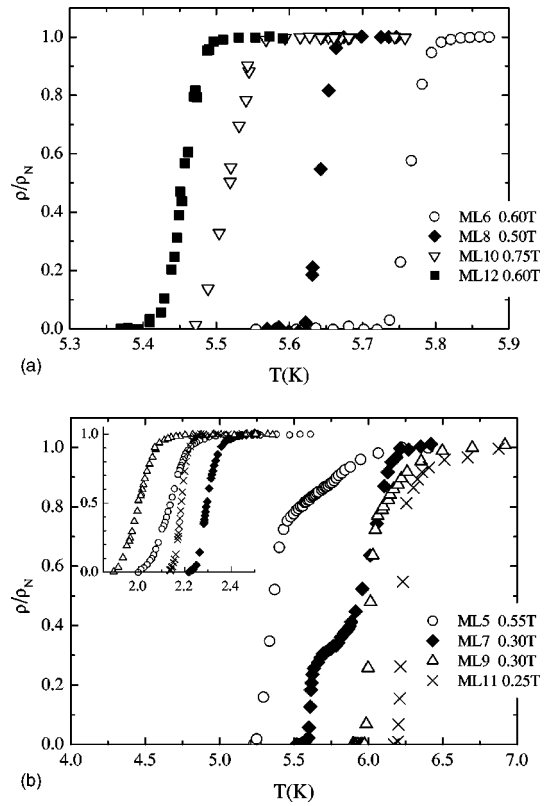 1.0
0.8
0.6
0.4
0.2
0.0
ρ/ρN
ML6 0.60T
ML8 0.50T
ML10 0.75T
ML12 0.60T
5.3 5.4 5.5 5.6 5.7 5.8 5.9
(a)
T(K)
1.0
0.8
0.6
0.4
0.2
0.0
ρ/ρN
1.0
0.5
0.0
2.0 2.2 2.4
ML5 0.55T
ML7 0.30T
ML9 0.30T
ML11 0.25T
4.0 4.5 5.0 5.5 6.0 6.5 7.0
(b)
T(K)